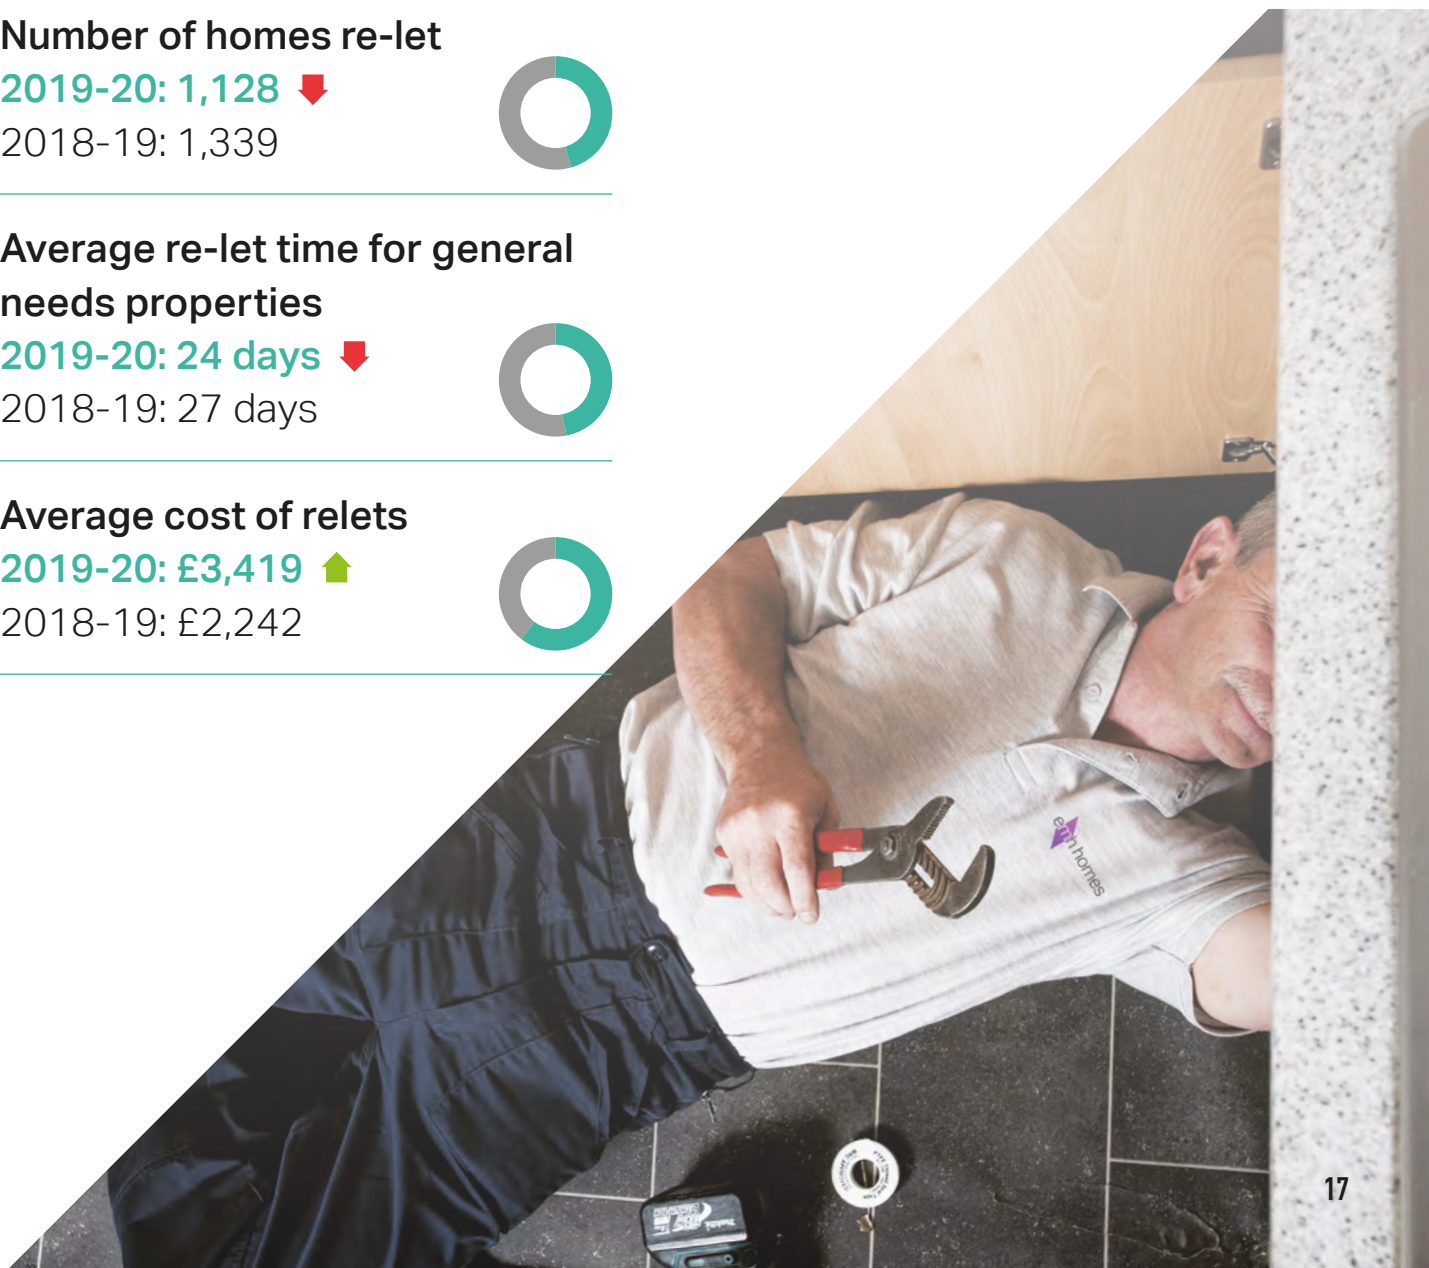 Number of homes re-let
2019-20: 1,128
2018-19: 1,339
Average re-let time for general
needs properties
2019-20: 24 days
2018-19: 27 days
Average cost of relets
2019-20: £3,419
2018-19: £2,242
emh homes
17